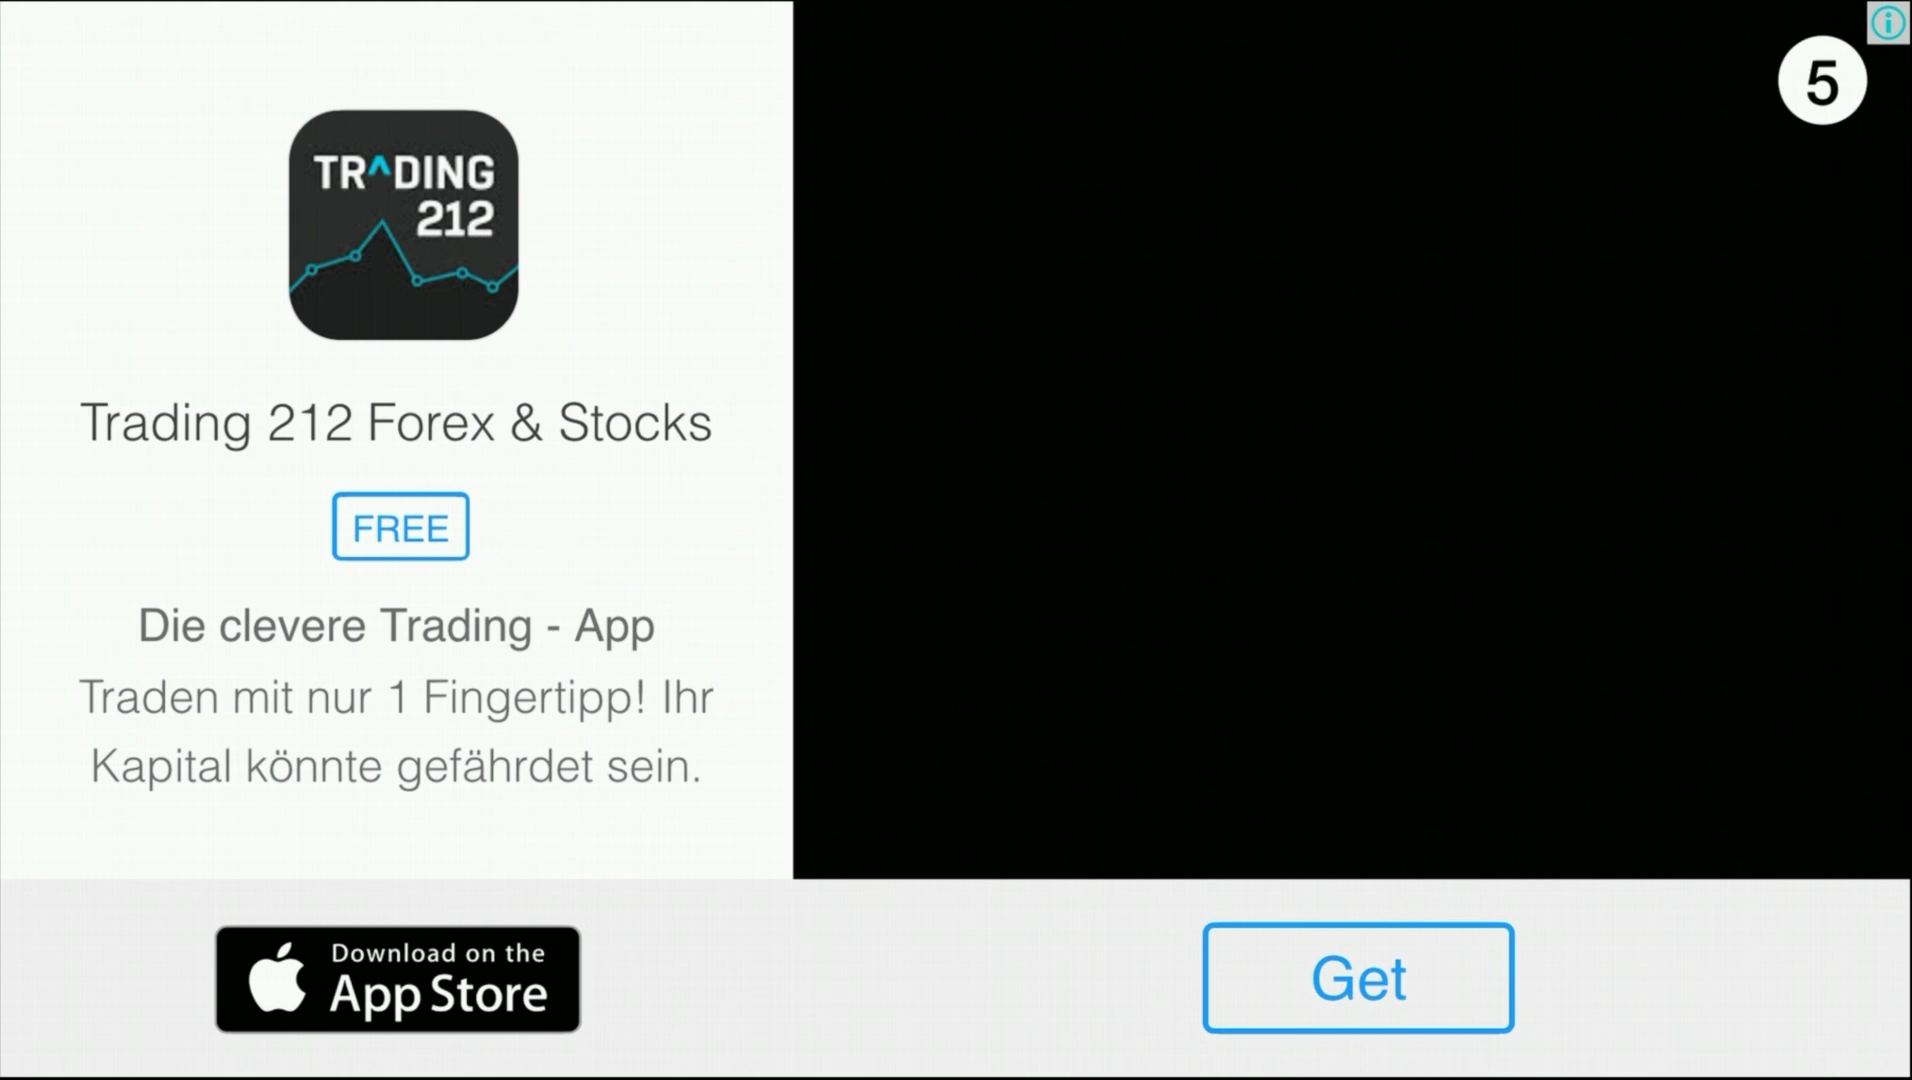 5
TR^DING
212
Trading 212 Forex & Stocks
FREE
Die clevere Trading - App
Traden mit nur 1 Fingertipp! Ihr
Kapital könnte gefährdet sein.
Download on the
App Store
Get